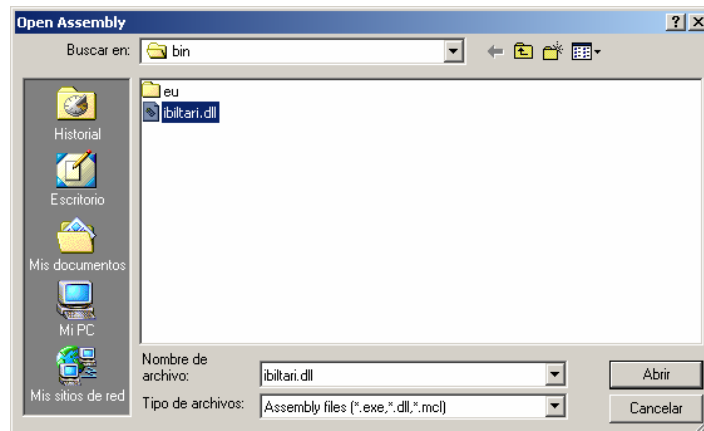 Open Assembly
Buscar en: bin
Historial
Escritorio
Mis documentos
Mi PC
Mis sitios de red
eu
ibiltari.dll
Nombre de archivo: ibiltari.dll
Abrir
Tipo de archivos: Assembly files (*.exe,*.dll,*.mcl)
Cancelar